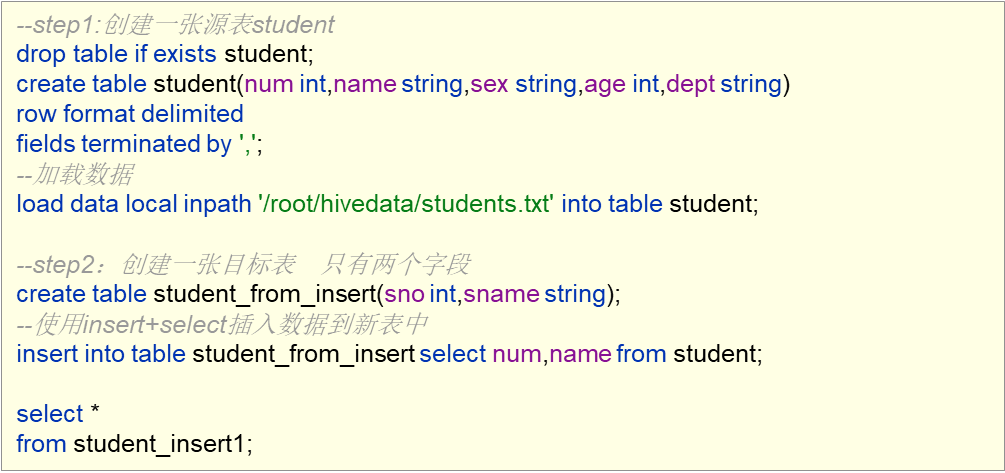 --step1:创建一张源表student
drop table if exists student;
create table student(num int,name string,sex string,age int,dept string)
row format delimited
fields terminated by ',';
--加载数据
load data local inpath '/root/hivedata/students.txt' into table student;
--step2：创建一张目标表  只有两个字段
create table student_from_insert(sno int,sname string);
--使用insert+select插入数据到新表中
insert into table student_from_insert select num,name from student;
select *
from student_insert1;